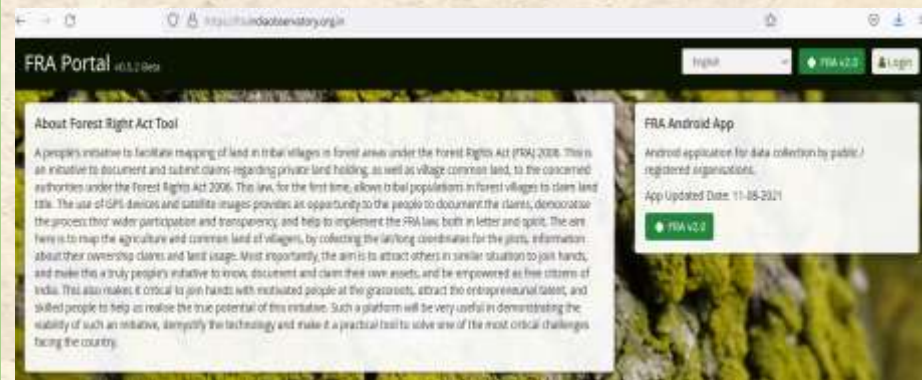 https://fra.indiaobservatory.org.in
FRA Portal v0.5.2 Beta
English
FRA v2.0
Login
About Forest Right Act Tool
A people's initiative to facilitate mapping of land in tribal villages in forest areas under the Forest Rights Act (FRA) 2006. This is
an initiative to document and submit claims regarding private land holding, as well as village common land, to the concerned
authorities under the Forest Rights Act 2006. This law, for the first time, allows tribal populations in forest villages to claim land
title. The use of GPS devices and satellite images provides an opportunity to the people to document the claims, democratise
the process thro' wider participation and transparency, and help to implement the FRA law, both in letter and spirit. The aim
here is to map the agriculture and common land of villagers, by collecting the lat/long coordinates for the plots, information
about their ownership claims and land usage. Most importantly, the aim is to attract others in similar situation to join hands,
and make this a truly people's initiative to know, document and claim their own assets, and be empowered as free citizens of
India. This also makes it critical to join hands with motivated people at the grassroots, attract the entrepreneurial talent, and
skilled people to help us realise the true potential of this initiative. Such a platform will be very useful in demonstrating the
viability of such an initiative, demystify the technology and make it a practical tool to solve one of the most critical challenges
facing the country.
FRA Android App
Android application for data collection by public /
registered organisations.
App Updated Date: 11-08-2021
FRA v2.0